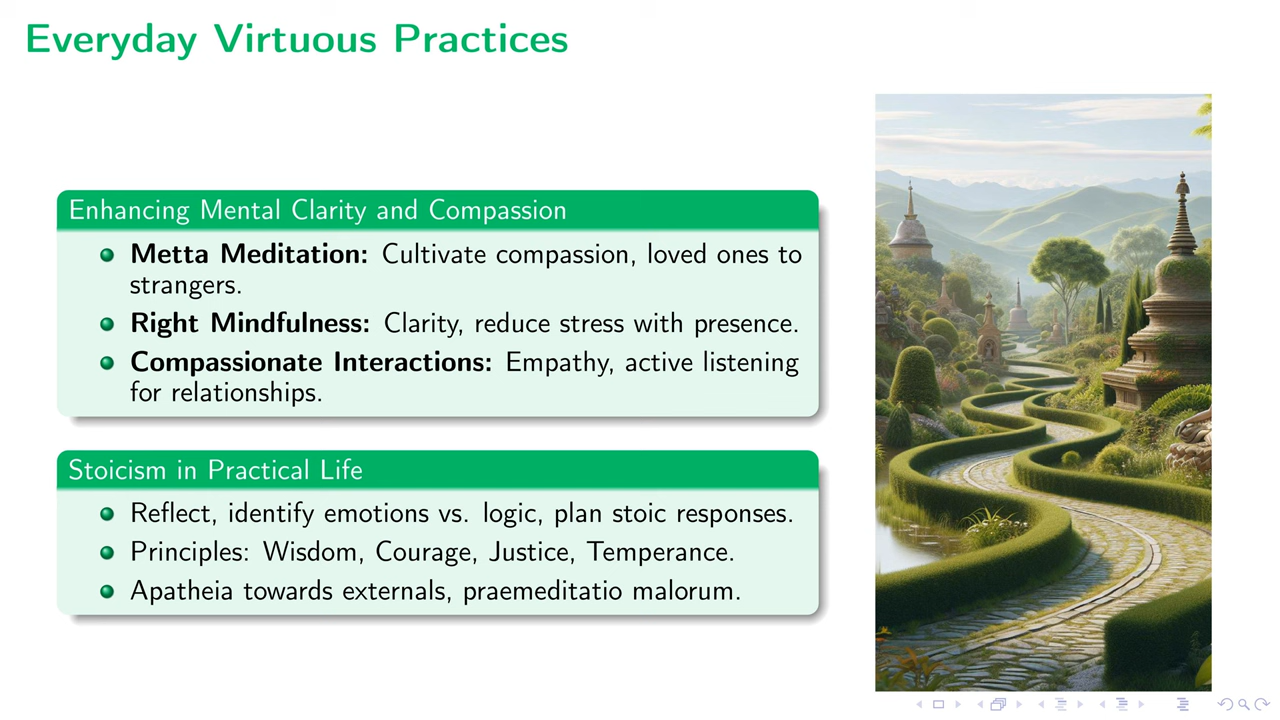 Everyday Virtuous Practices
Enhancing Mental Clarity and Compassion
Metta Meditation: Cultivate compassion, loved ones to
strangers.
Right Mindfulness: Clarity, reduce stress with presence.
Compassionate Interactions: Empathy, active listening
for relationships.
Stoicism in Practical Life
Reflect, identify emotions vs. logic, plan stoic responses.
Principles: Wisdom, Courage, Justice, Temperance.
Apatheia towards externals, praemeditatio malorum.